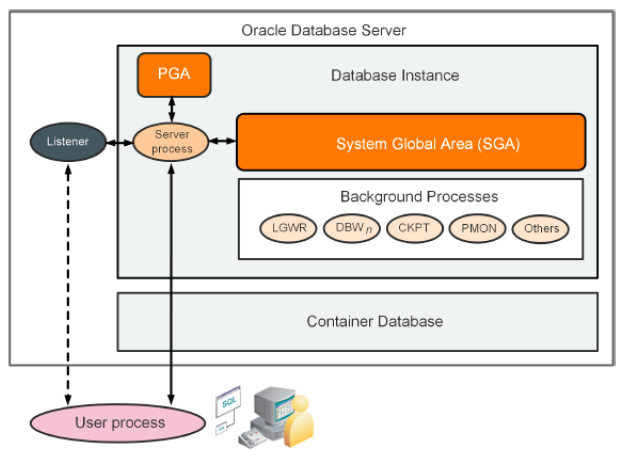 Oracle Database Server
PGA
Database Instance
Listener
Server
process
System Global Area (SGA)
Background Processes
LGWR
DBWn
CKPT
PMON
Others
Container Database
SQL
User process